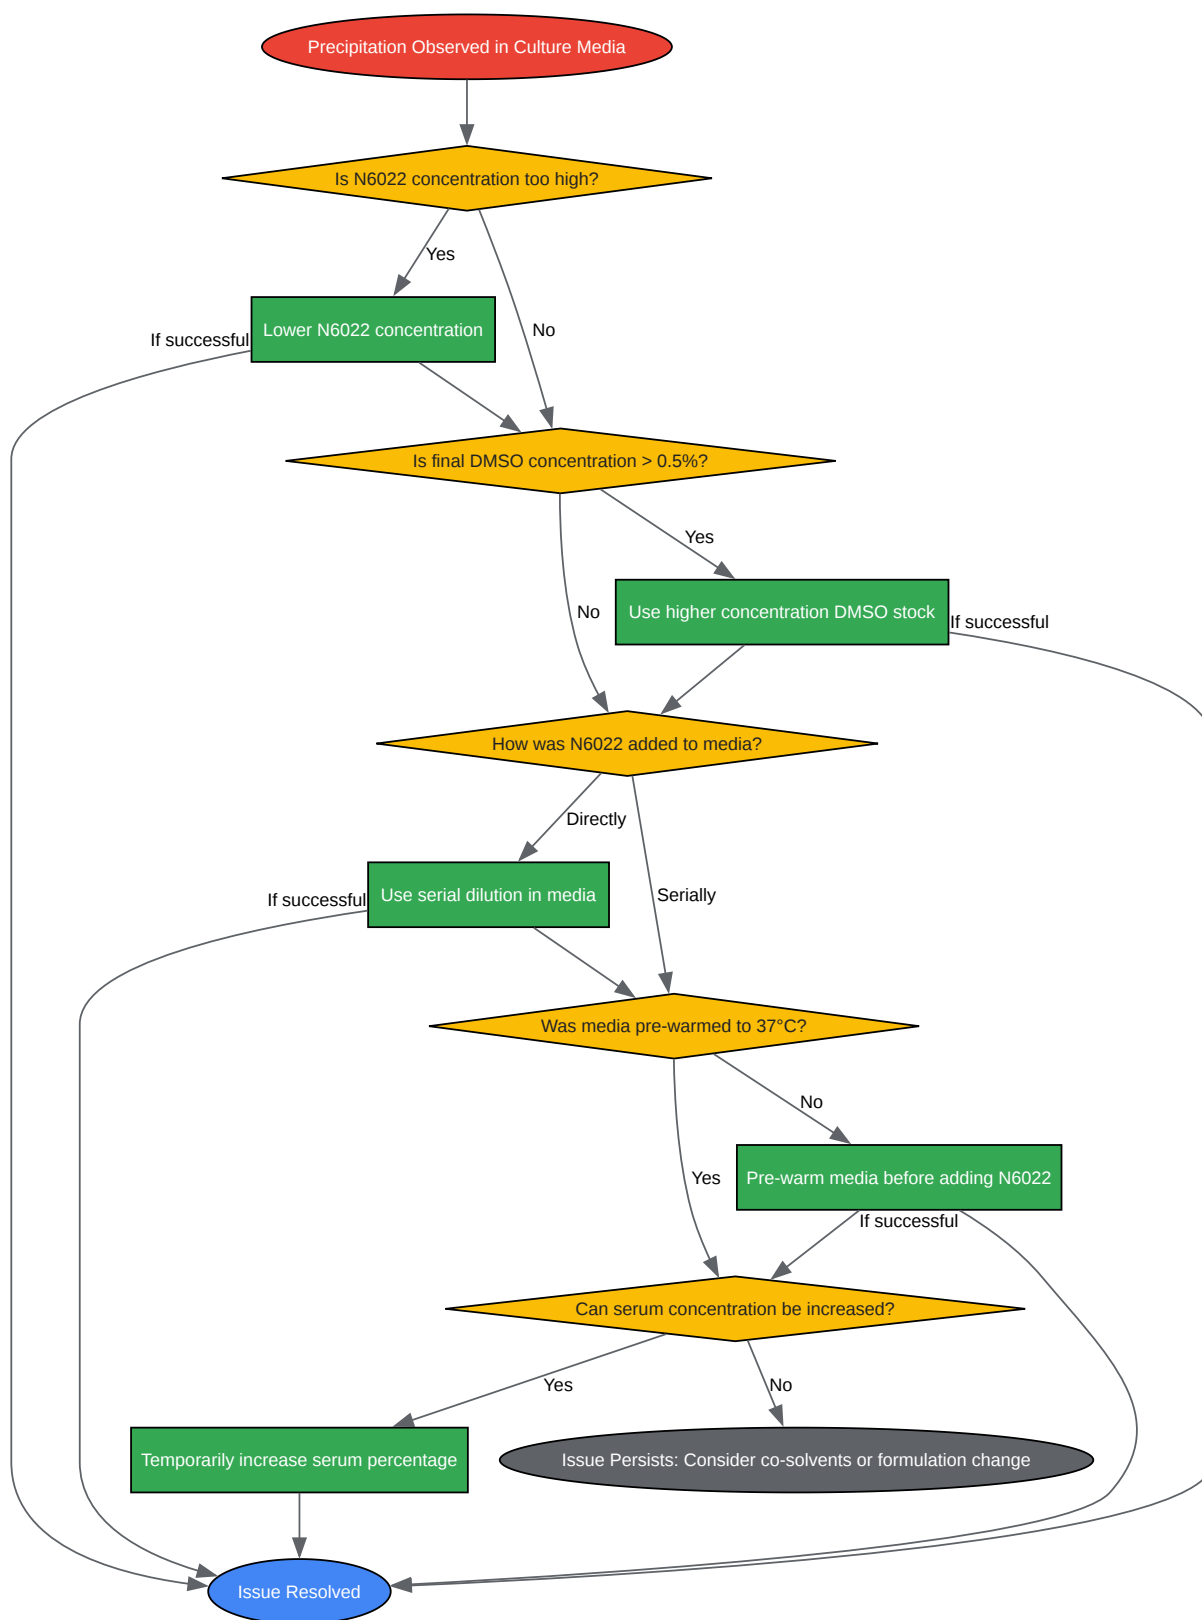 Precipitation Observed in Culture Media
Is N6022 concentration too high?
Yes
Lower N6022 concentration
No
If successful
Is final DMSO concentration > 0.5%?
Yes
Use higher concentration DMSO stock
No
If successful
How was N6022 added to media?
Directly
Use serial dilution in media
Serially
If successful
Was media pre-warmed to 37°C?
No
Pre-warm media before adding N6022
Yes
If successful
Can serum concentration be increased?
Yes
No
Temporarily increase serum percentage
Issue Persists: Consider co-solvents or formulation change
Issue Resolved